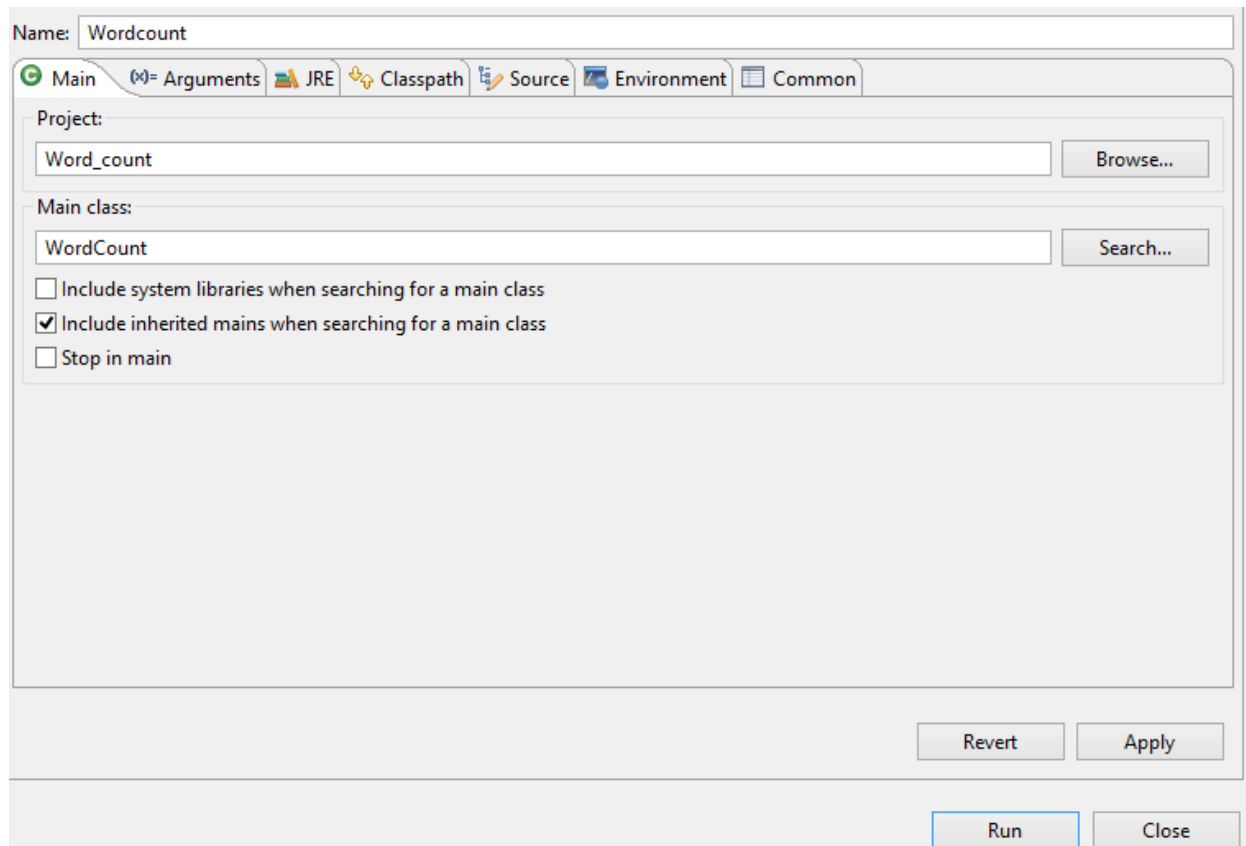 Name: Wordcount
Main (x)= Arguments JRE Classpath Source Environment Common
Project:
Word_count Browse...
Main class:
WordCount Search...
Include system libraries when searching for a main class
Include inherited mains when searching for a main class
Stop in main
Revert Apply
Run Close